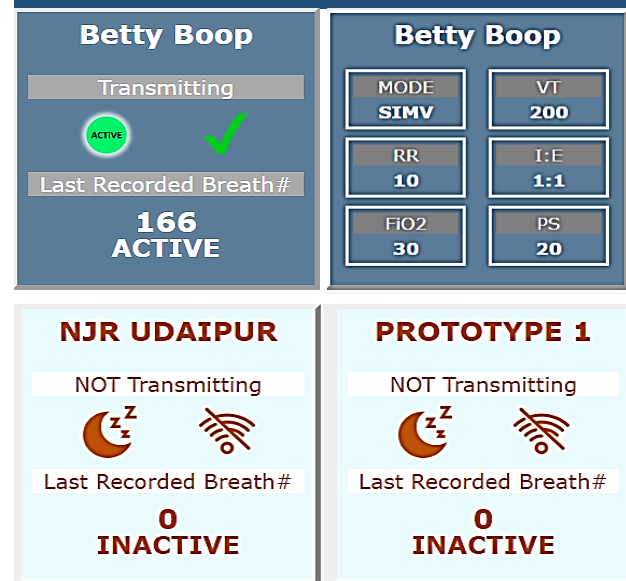 Betty Boop
Transmitting
ACTIVE
Last Recorded Breath#
166
ACTIVE
Betty Boop
MODE
SIMV
VT
200
RR
10
I:E
1:1
FiO2
30
PS
20
NJR UDAIPUR
NOT Transmitting
z z Z
Last Recorded Breath#
0
INACTIVE
PROTOTYPE 1
NOT Transmitting
z z Z
Last Recorded Breath#
0
INACTIVE